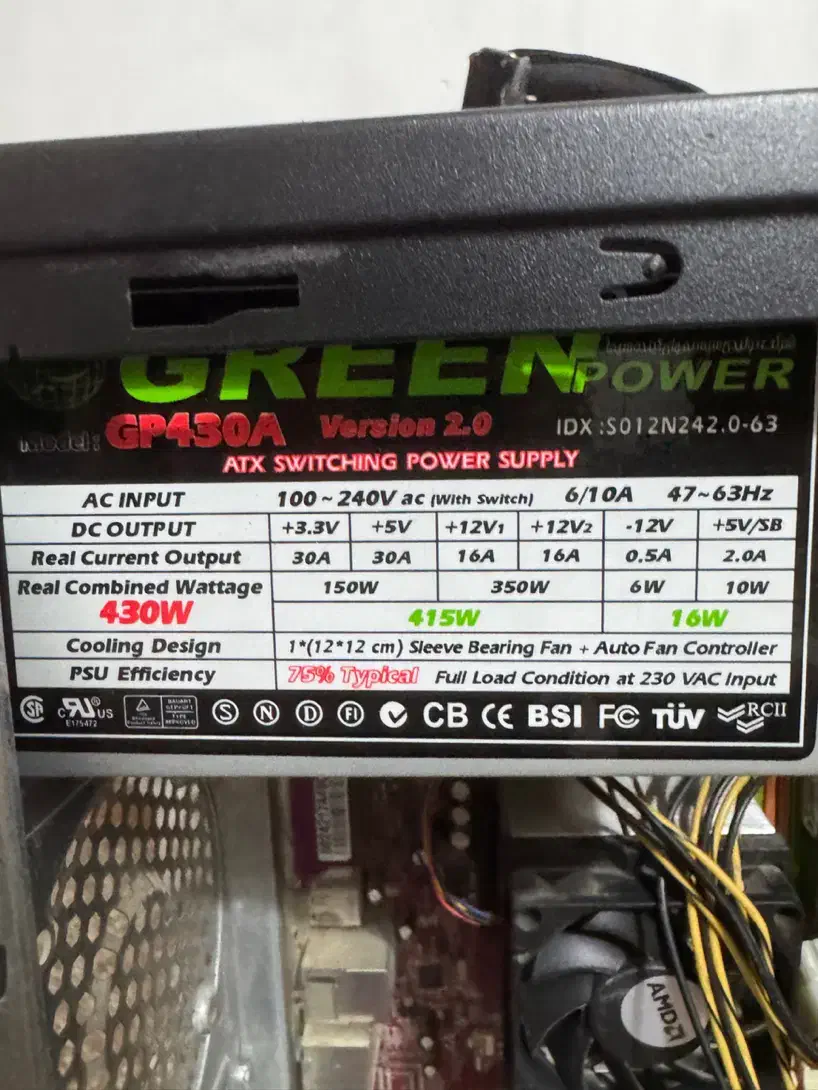 GREEN
POWER
Model: GP430A Version 2.0 IDX :S012N242.0-63
ATX SWITCHING POWER SUPPLY
AC INPUT 100 ~ 240V ac (With Switch) 6/10A 47~63Hz
DC OUTPUT +3.3V +5V +12V1 +12V2 -12V +5V/SB
Real Current Output 30A 30A 16A 16A 0.5A 2.0A
Real Combined Wattage 150W 350W 6W 10W
430W 415W 16W
Cooling Design 1*(12*12 cm) Sleeve Bearing Fan + Auto Fan Controller
PSU Efficiency 75% Typical Full Load Condition at 230 VAC Input
c US S N D FI CB CE BSI FC TÜV RCII
E175472
AMD